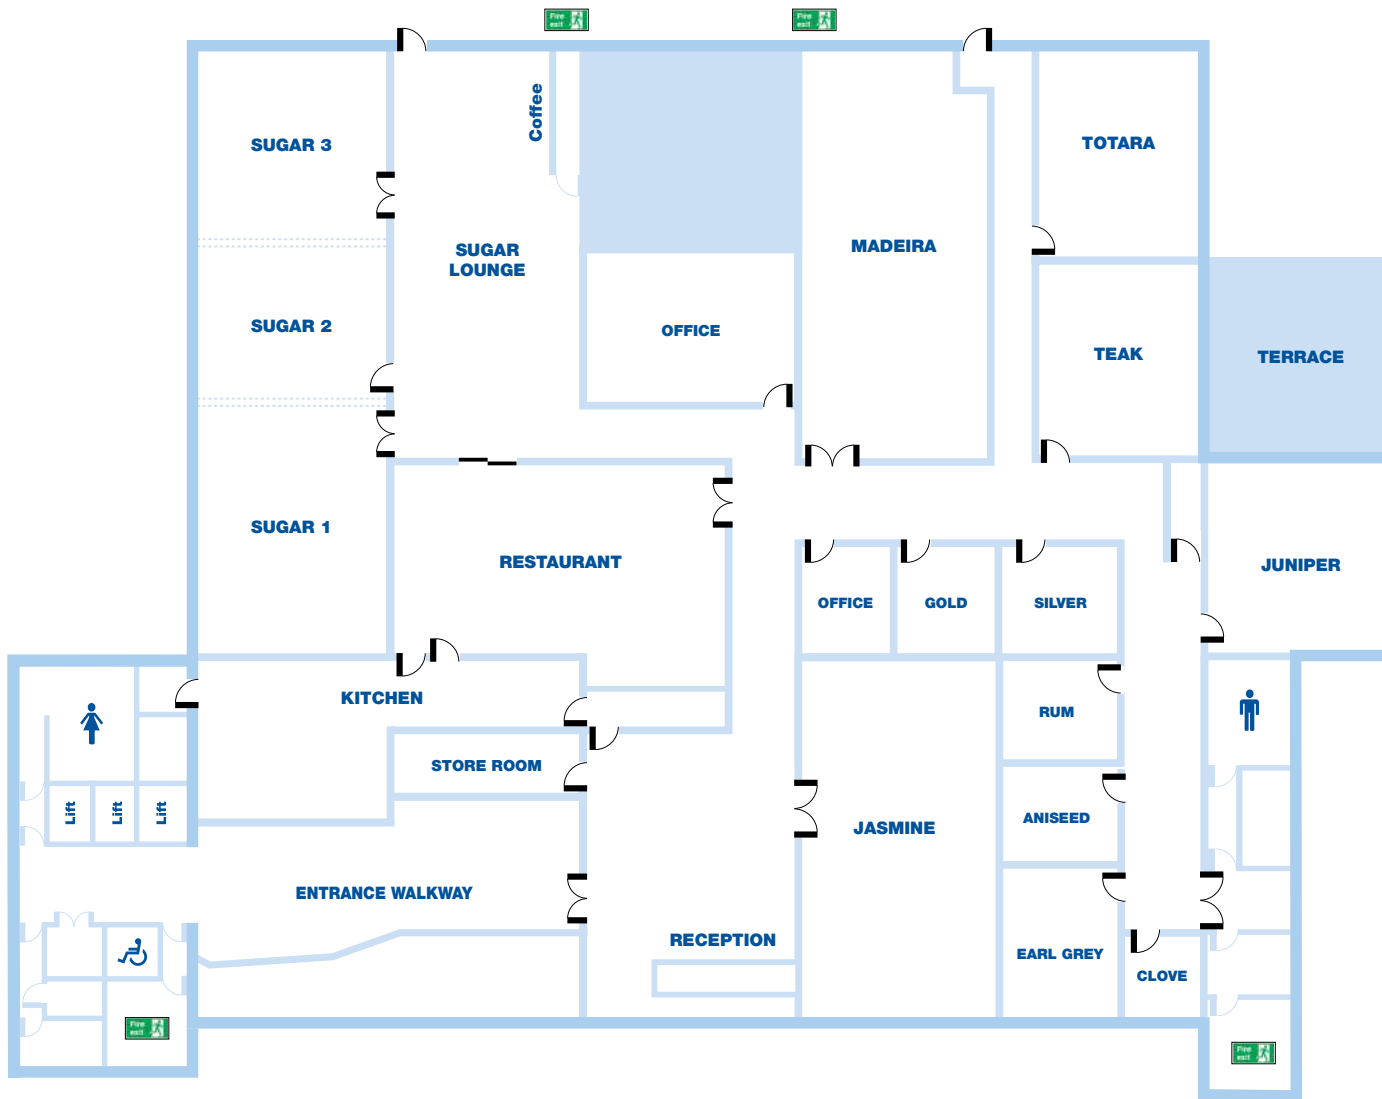 Fire
exit
Fire
exit
Coffee
SUGAR 3
TOTARA
SUGAR
LOUNGE
MADEIRA
SUGAR 2
OFFICE
TEAK
TERRACE
SUGAR 1
RESTAURANT
JUNIPER
OFFICE
GOLD
SILVER
KITCHEN
RUM
STORE ROOM
Lift
Lift
Lift
ANISEED
JASMINE
ENTRANCE WALKWAY
RECEPTION
EARL GREY
CLOVE
Fire
exit
Fire
exit